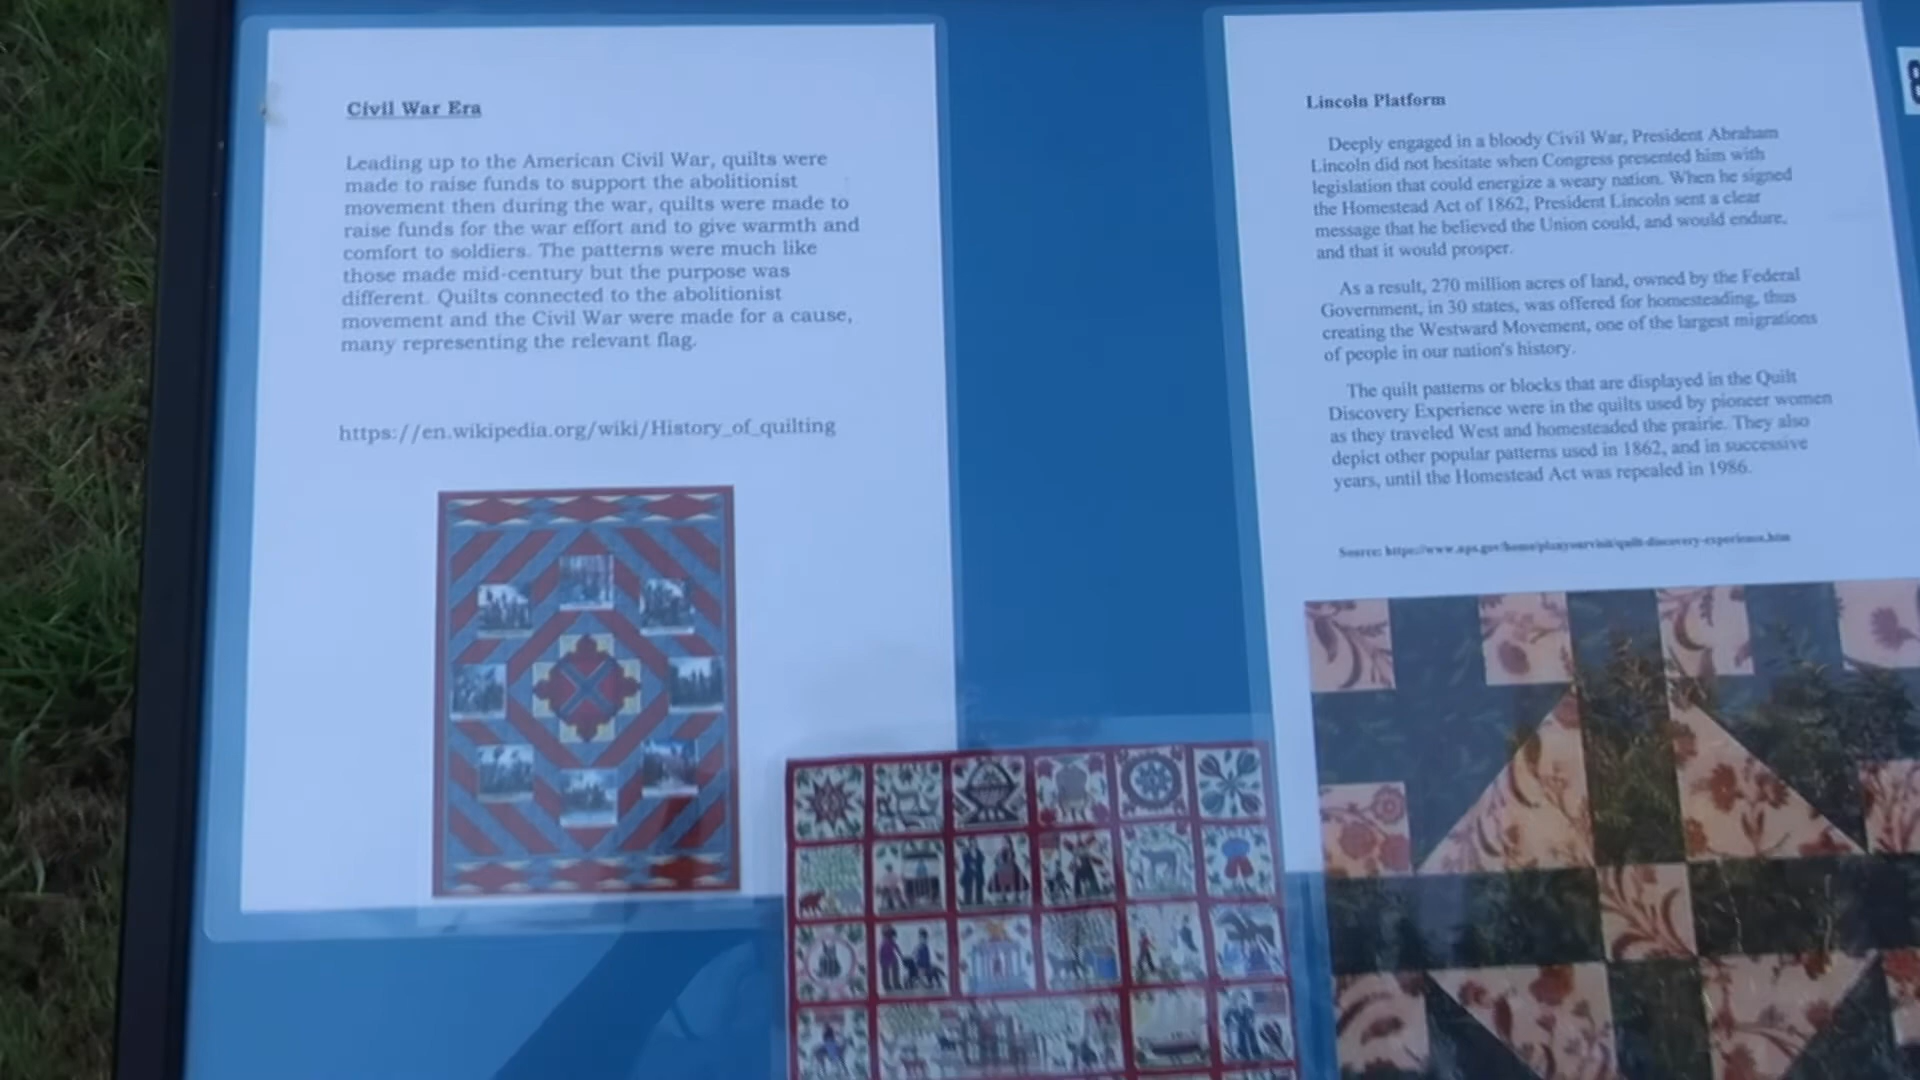 Civil War Era
Leading up to the American Civil War, quilts were
made to raise funds to support the abolitionist
movement then during the war, quilts were made to
raise funds for the war effort and to give warmth and
comfort to soldiers. The patterns were much like
those made mid-century but the purpose was
different. Quilts connected to the abolitionist
movement and the Civil War were made for a cause,
many representing the relevant flag.
https://en.wikipedia.org/wiki/History_of_quilting
Lincoln Platform
Deeply engaged in a bloody Civil War, President Abraham
Lincoln did not hesitate when Congress presented him with
legislation that could energize a weary nation. When he signed
the Homestead Act of 1862, President Lincoln sent a clear
message that he believed the Union could, and would endure,
and that it would prosper.
As a result, 270 million acres of land, owned by the Federal
Government, in 30 states, was offered for homesteading, thus
creating the Westward Movement, one of the largest migrations
of people in our nation's history.
The quilt patterns or blocks that are displayed in the Quilt
Discovery Experience were in the quilts used by pioneer women
as they traveled West and homesteaded the prairie. They also
depict other popular patterns used in 1862, and in successive
years, until the Homestead Act was repealed in 1986.
Source: https://www.nps.gov/home/planyourvisit/quilt-discovery-experience.htm